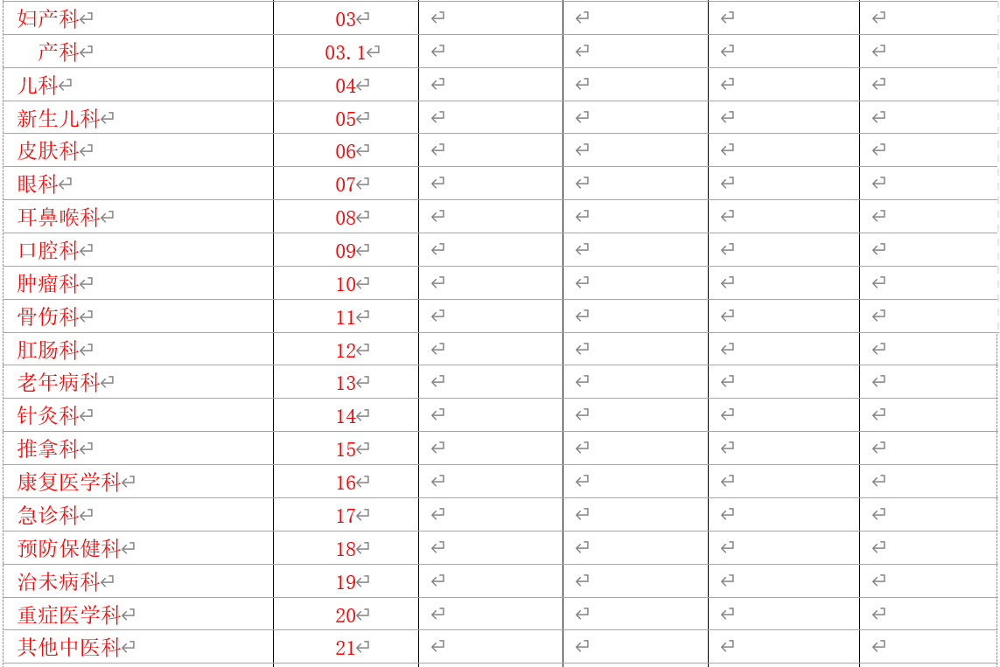 妇产科 03
产科 03.1
儿科 04
新生儿科 05
皮肤科 06
眼科 07
耳鼻喉科 08
口腔科 09
肿瘤科 10
骨伤科 11
肛肠科 12
老年病科 13
针灸科 14
推拿科 15
康复医学科 16
急诊科 17
预防保健科 18
治未病科 19
重症医学科 20
其他中医科 21